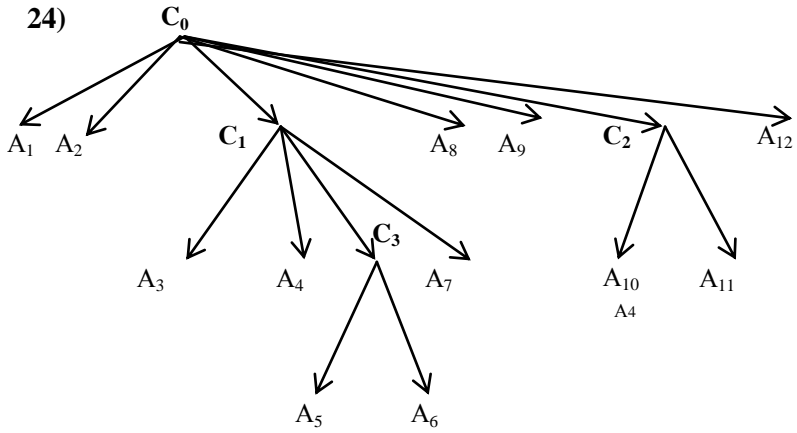 24)
C₀
A₁ A₂ C₁ A₈ A₉ C₂ A₁₂
A₃ A₄ C₃ A₇ A₁₀ A₁₁
A4
A₅ A₆